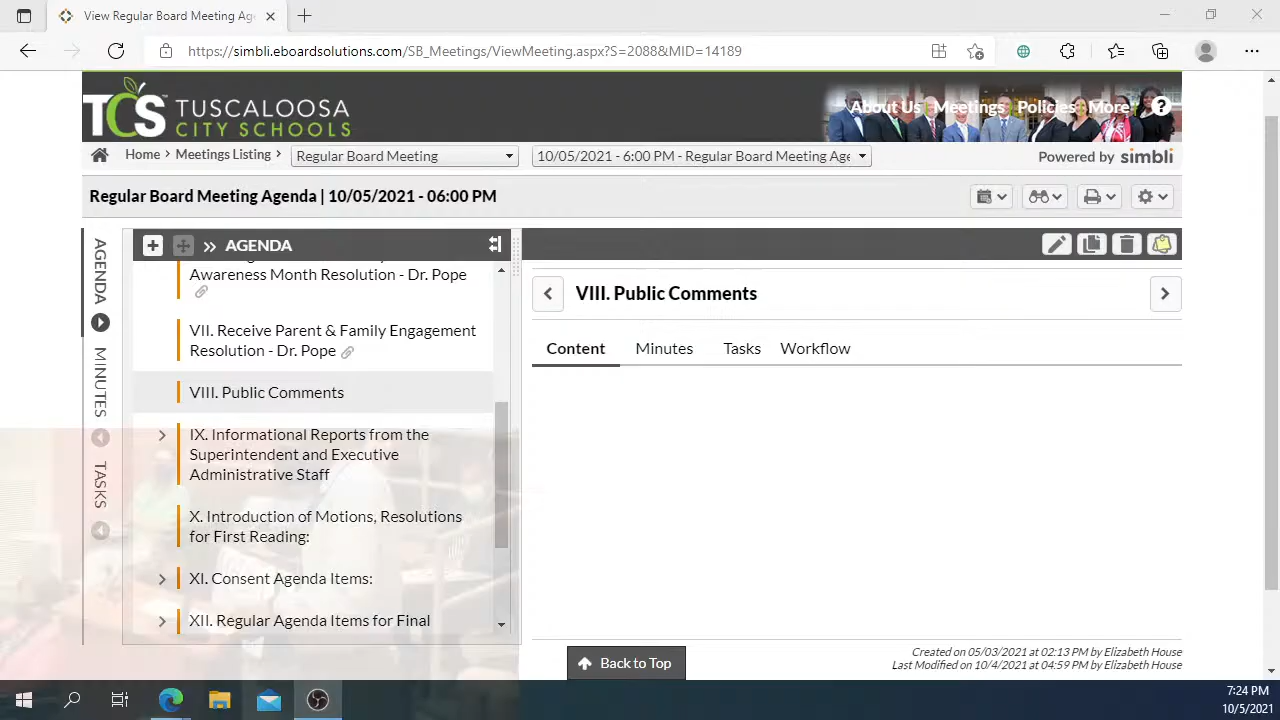 View Regular Board Meeting Age
https://simbli.eboardsolutions.com/SB_Meetings/ViewMeeting.aspx?S=2088&MID=14189
TCS TUSCALOOSA
CITY SCHOOLS
About Us Meetings Policies More
Home Meetings Listing Regular Board Meeting 10/05/2021 - 6:00 PM - Regular Board Meeting Age Powered by simbli
Regular Board Meeting Agenda | 10/05/2021 - 06:00 PM
AGENDA
MINUTES
TASKS
AGENDA
Awareness Month Resolution - Dr. Pope
VII. Receive Parent & Family Engagement
Resolution - Dr. Pope
VIII. Public Comments
IX. Informational Reports from the
Superintendent and Executive
Administrative Staff
X. Introduction of Motions, Resolutions
for First Reading:
XI. Consent Agenda Items:
XII. Regular Agenda Items for Final
VIII. Public Comments
Content Minutes Tasks Workflow
Created on 05/03/2021 at 02:13 PM by Elizabeth House
Last Modified on 10/4/2021 at 04:59 PM by Elizabeth House
Back to Top
7:24 PM
10/5/2021